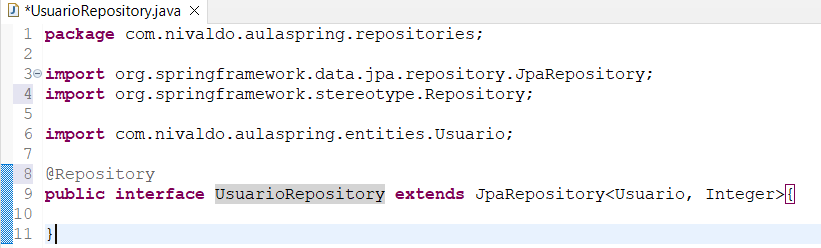 *UsuarioRepository.java
1 package com.nivaldo.aulaspring.repositories;
2
3 import org.springframework.data.jpa.repository.JpaRepository;
4 import org.springframework.stereotype.Repository;
5
6 import com.nivaldo.aulaspring.entities.Usuario;
7
8 @Repository
9 public interface UsuarioRepository extends JpaRepository<Usuario, Integer>{
10
11 }